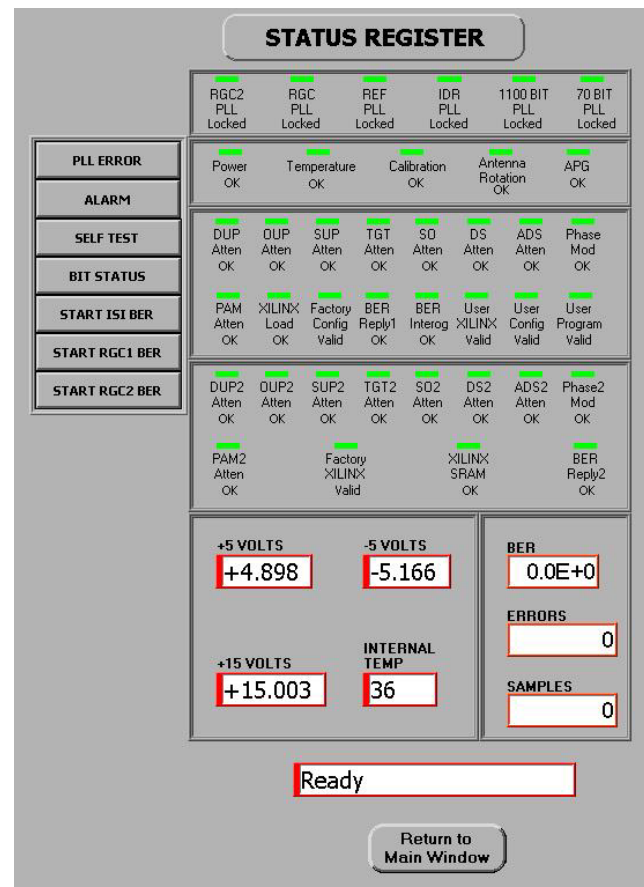 STATUS REGISTER
RGC2 RGC REF IDR 1100 BIT 70 BIT
PLL PLL PLL PLL PLL PLL
Locked Locked Locked Locked Locked Locked
PLL ERROR
ALARM
SELF TEST
BIT STATUS
START ISI BER
START RGC1 BER
START RGC2 BER
Power Temperature Calibration Antenna APG
OK OK OK Rotation OK
OK
DUP OUP SUP TGT SO DS ADS Phase
Atten Atten Atten Atten Atten Atten Atten Mod
OK OK OK OK OK OK OK OK
PAM XILINX Factory BER BER User User User
Atten Load Config Reply1 Interog XILINX Config Program
OK OK Valid OK OK Valid Valid Valid
DUP2 OUP2 SUP2 TGT2 SO2 DS2 ADS2 Phase2
Atten Atten Atten Atten Atten Atten Atten Mod
OK OK OK OK OK OK OK OK
PAM2 Factory XILINX BER
Atten XILINX SRAM Reply2
OK Valid OK OK
+5 VOLTS -5 VOLTS
+4.898 -5.166
+15 VOLTS INTERNAL TEMP
+15.003 36
BER
0.0E+0
ERRORS
0
SAMPLES
0
Ready
Return to
Main Window